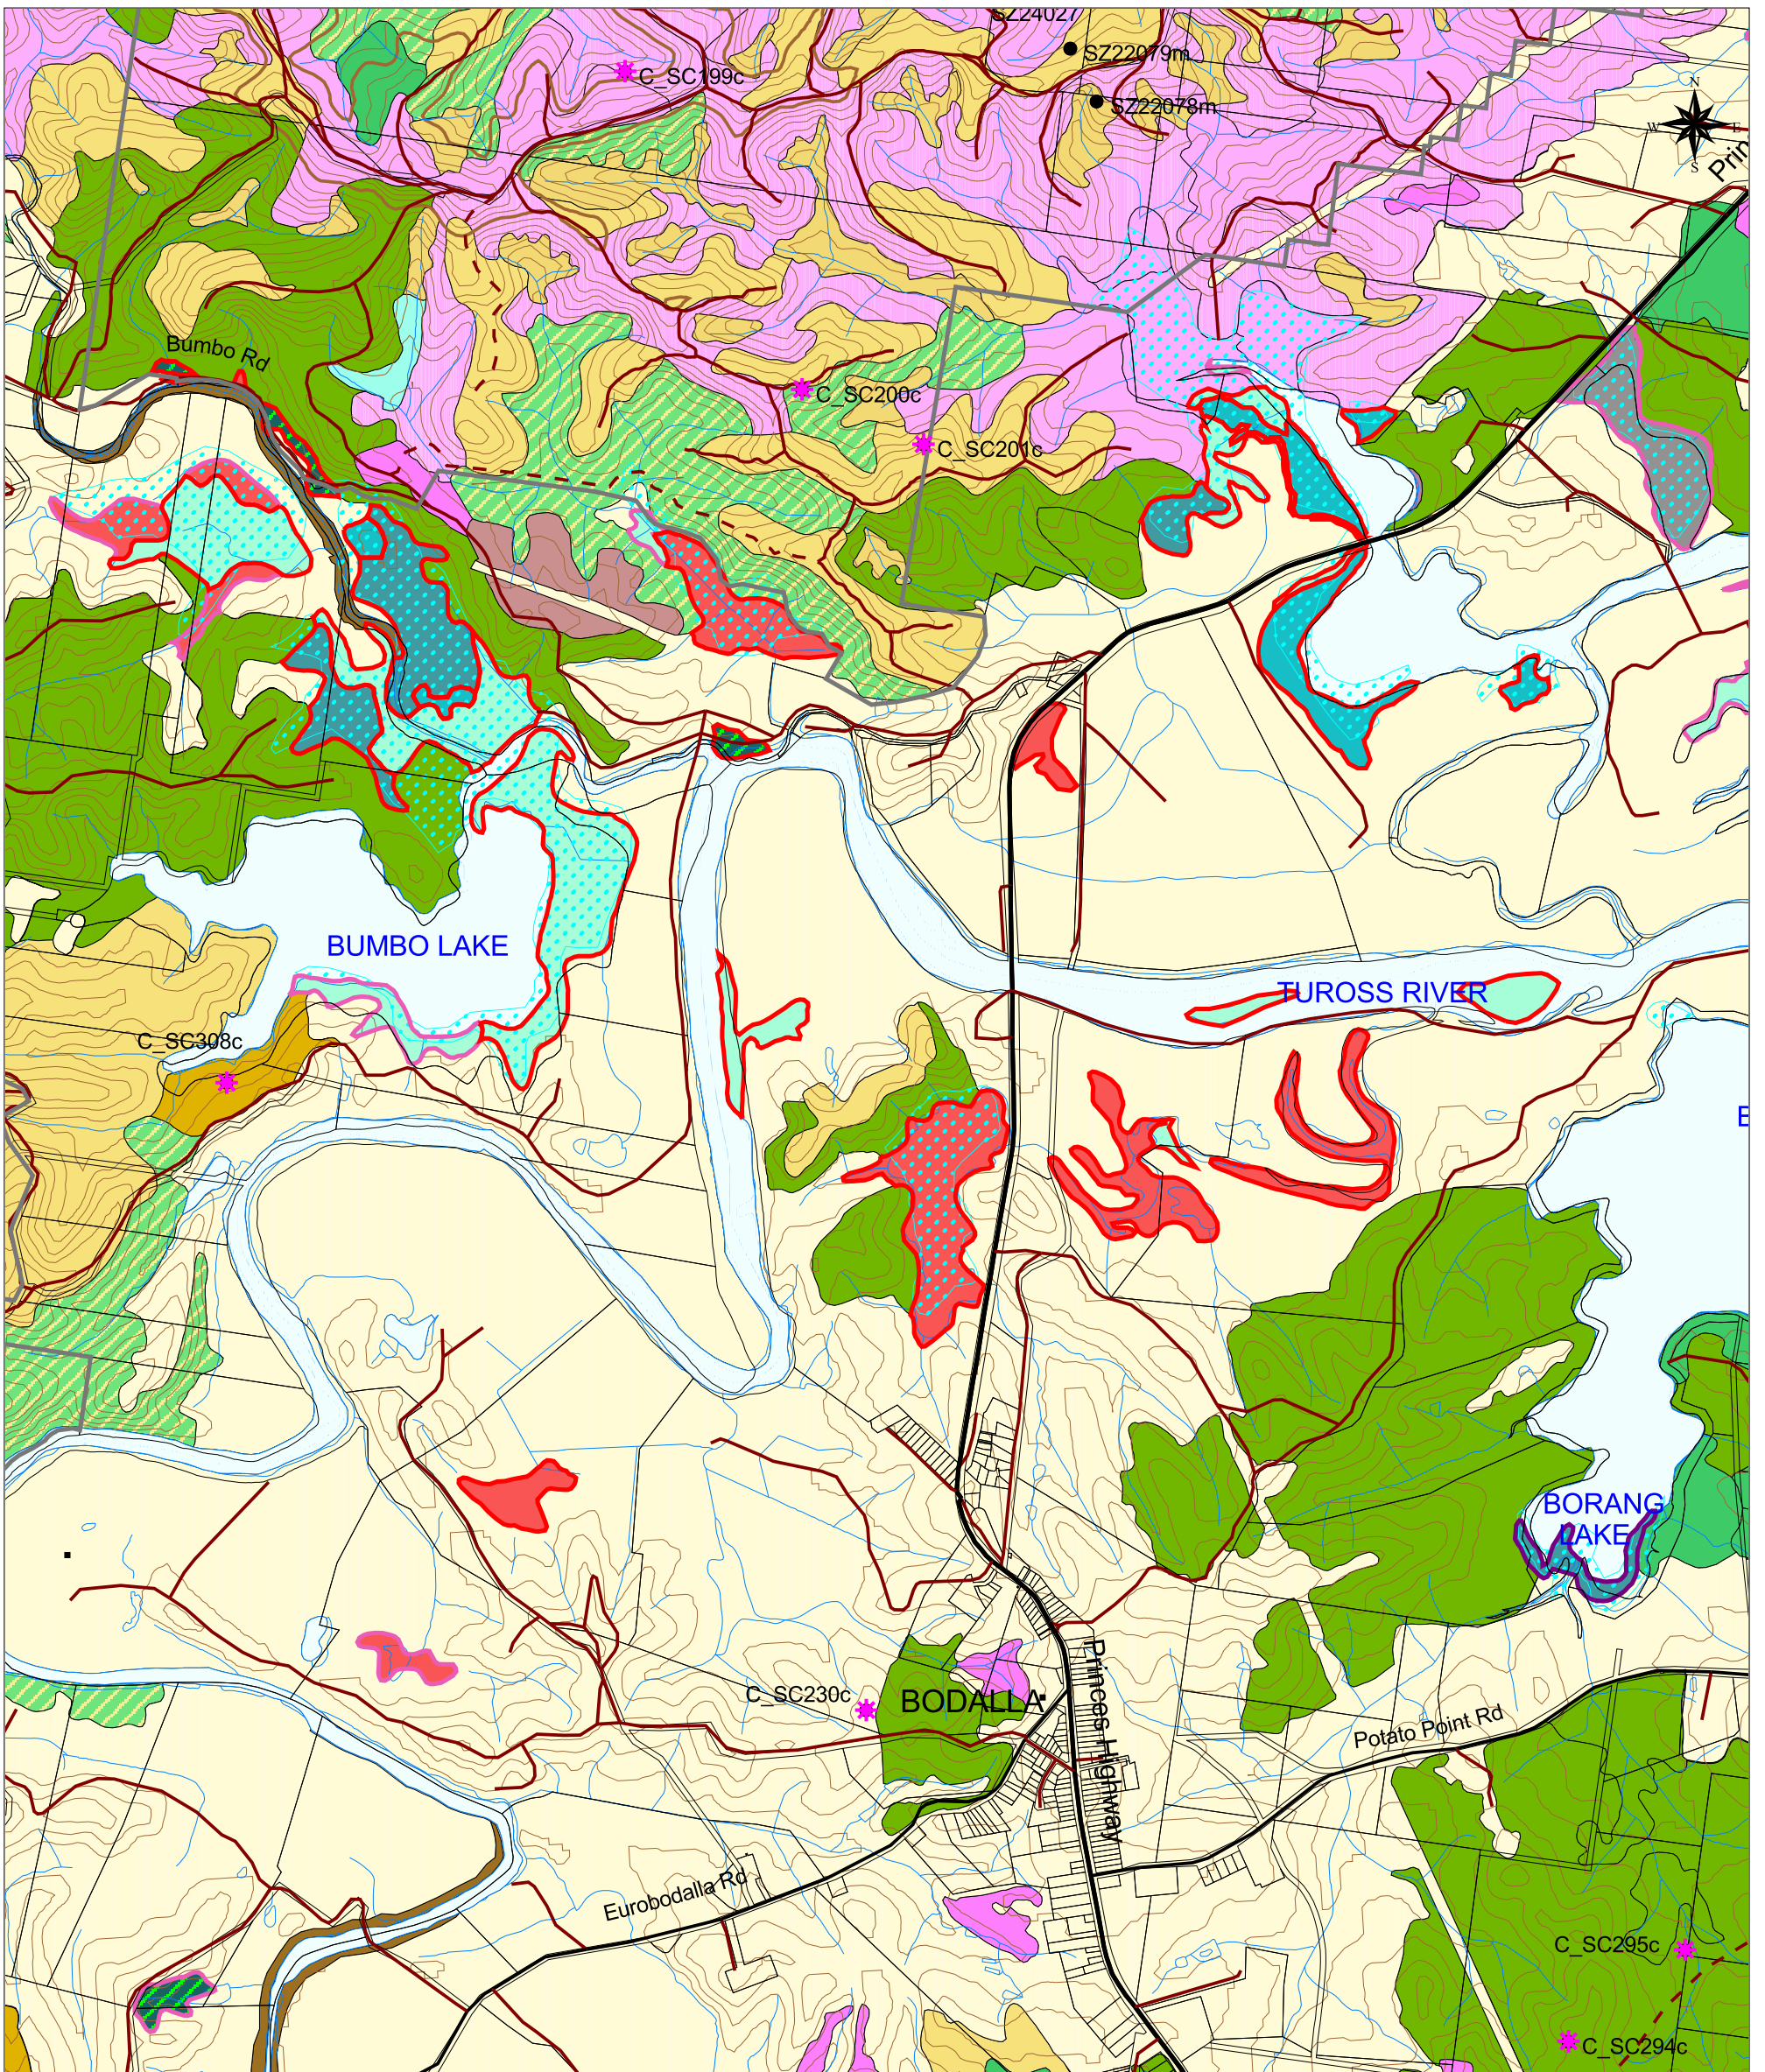 SZ24027
SZ22079m
C_SC199c
SZ22078m
N
W
E
S
Prin
Bumbo Rd
C_SC200c
C_SC201c
BUMBO LAKE
TUROSS RIVER
C_SC308c
B
BORANG
LAKE
Princes Highway
C_SC230c
BODALLA
Potato Point Rd
Eurobodalla Rd
C_SC295c
C_SC294c